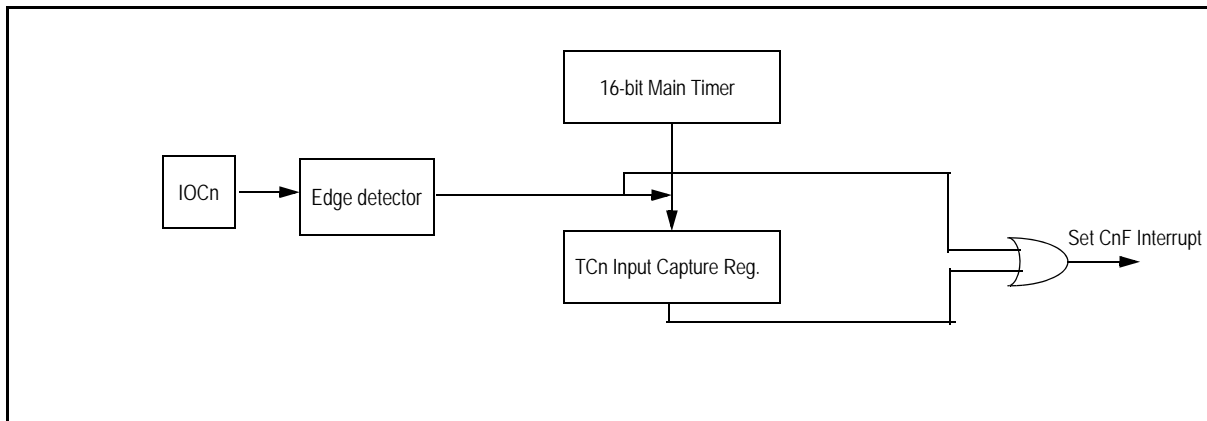 16-bit Main Timer
IOCn
Edge detector
TCn Input Capture Reg.
Set CnF Interrupt